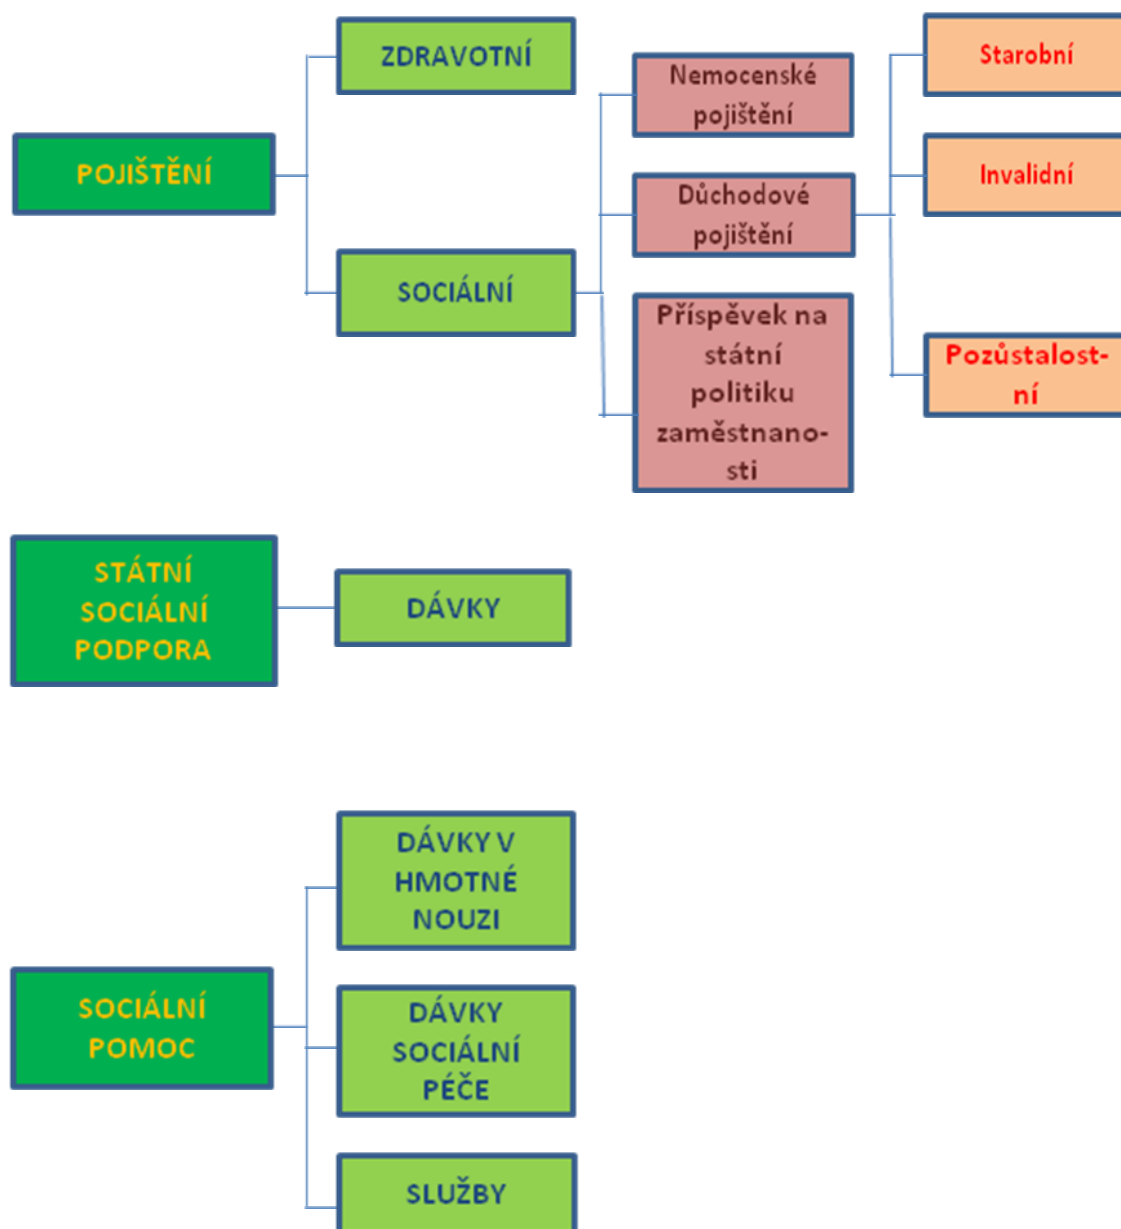 POJIŠTĚNÍ
ZDRAVOTNÍ
SOCIÁLNÍ
Nemocenské
pojištění
Důchodové
pojištění
Příspěvek na
státní
politiku
zaměstnano-
sti
Starobní
Invalidní
Pozůstalost-
ní
STÁTNÍ
SOCIÁLNÍ
PODPORA
DÁVKY
SOCIÁLNÍ
POMOC
DÁVKY V
HMOTNÉ
NOUZI
DÁVKY
SOCIÁLNÍ
PÉČE
SLUŽBY